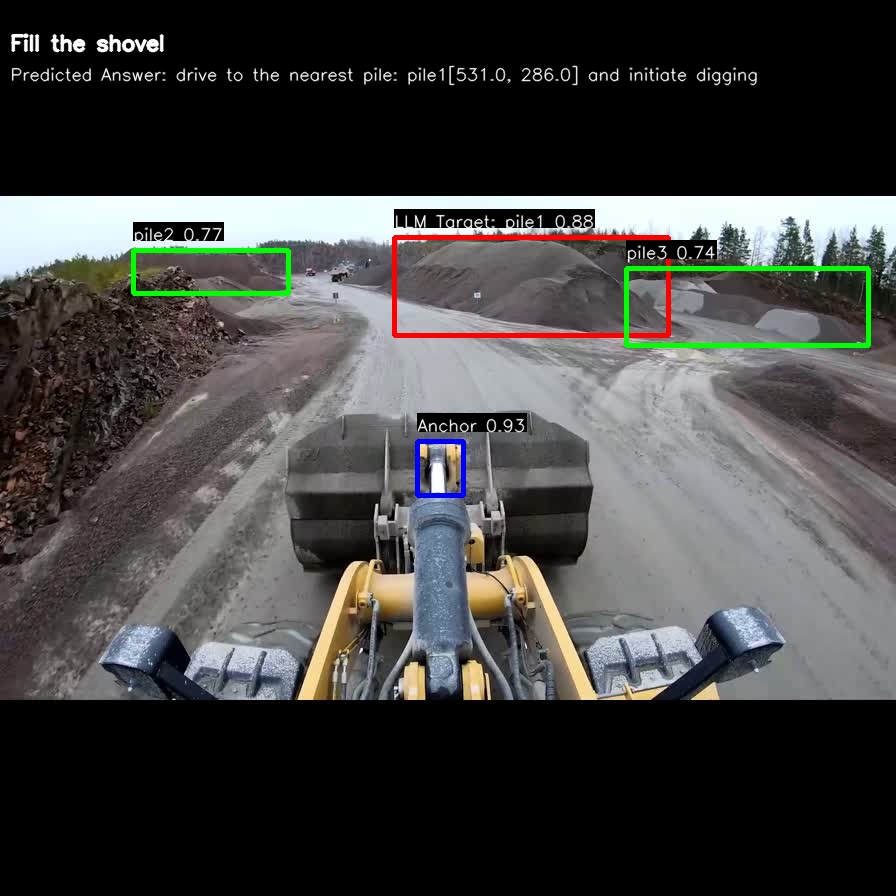 Fill the shovel
Predicted Answer: drive to the nearest pile: pile1[531.0, 286.0] and initiate digging
LLM Target: pile1 0.88
pile2 0.77
pile3 0.74
Anchor 0.93